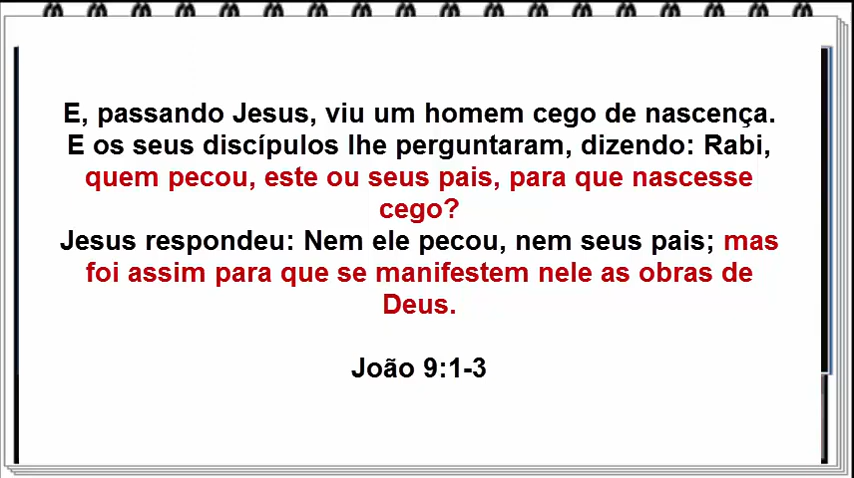 E, passando Jesus, viu um homem cego de nascença.
E os seus discípulos lhe perguntaram, dizendo: Rabi,
quem pecou, este ou seus pais, para que nascesse
cego?
Jesus respondeu: Nem ele pecou, nem seus pais; mas
foi assim para que se manifestem nele as obras de
Deus.
João 9:1-3